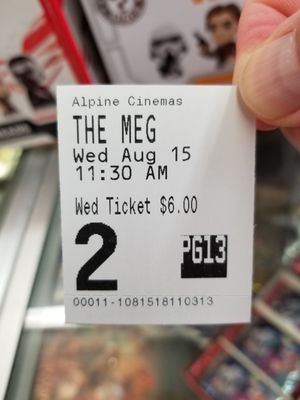 Alpine Cinemas
THE MEG
Wed Aug 15
11:30 AM
Wed Ticket $6.00
2
PG13
00011-1081518110313